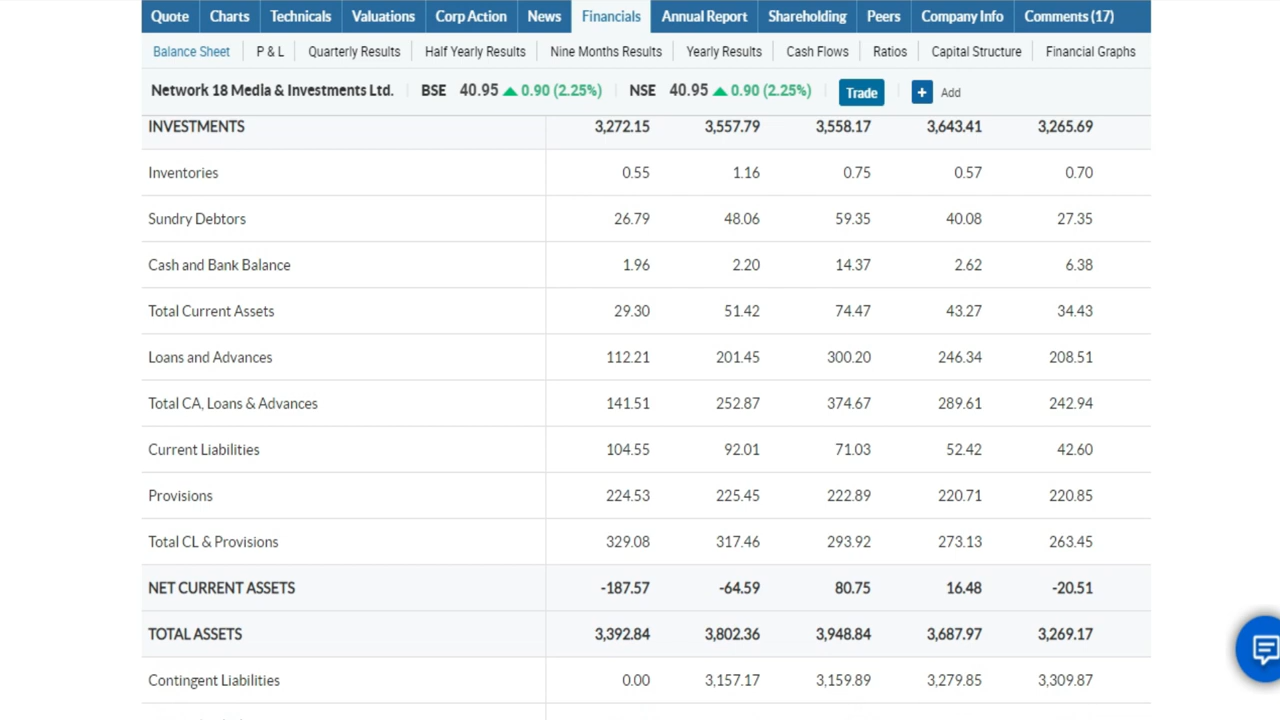 Quote Charts Technicals Valuations Corp Action News Financials Annual Report Shareholding Peers Company Info Comments (17)
Balance Sheet P & L Quarterly Results Half Yearly Results Nine Months Results Yearly Results Cash Flows Ratios Capital Structure Financial Graphs
Network 18 Media & Investments Ltd. BSE 40.95 0.90 (2.25%) NSE 40.95 0.90 (2.25%) Trade + Add
INVESTMENTS 3,272.15 3,557.79 3,558.17 3,643.41 3,265.69
Inventories 0.55 1.16 0.75 0.57 0.70
Sundry Debtors 26.79 48.06 59.35 40.08 27.35
Cash and Bank Balance 1.96 2.20 14.37 2.62 6.38
Total Current Assets 29.30 51.42 74.47 43.27 34.43
Loans and Advances 112.21 201.45 300.20 246.34 208.51
Total CA, Loans & Advances 141.51 252.87 374.67 289.61 242.94
Current Liabilities 104.55 92.01 71.03 52.42 42.60
Provisions 224.53 225.45 222.89 220.71 220.85
Total CL & Provisions 329.08 317.46 293.92 273.13 263.45
NET CURRENT ASSETS -187.57 -64.59 80.75 16.48 -20.51
TOTAL ASSETS 3,392.84 3,802.36 3,948.84 3,687.97 3,269.17
Contingent Liabilities 0.00 3,157.17 3,159.89 3,279.85 3,309.87